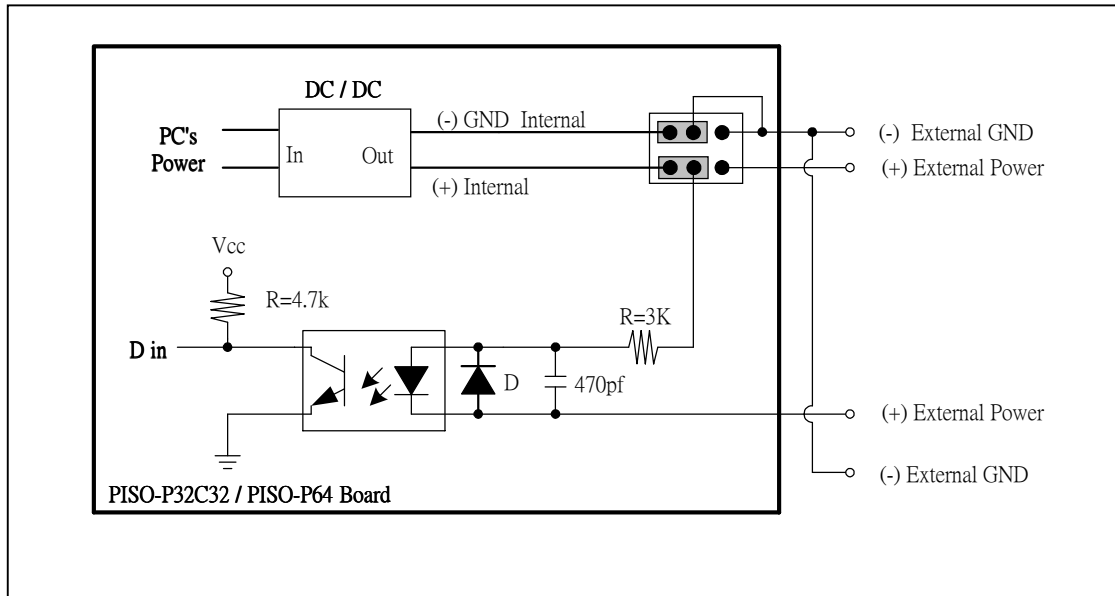 DC / DC
(-) GND Internal
PC's
Power
In
Out
(+) Internal
(-) External GND
(+) External Power
Vcc
R=4.7k
D in
R=3K
D
470pf
(+) External Power
(-) External GND
PISO-P32C32 / PISO-P64 Board